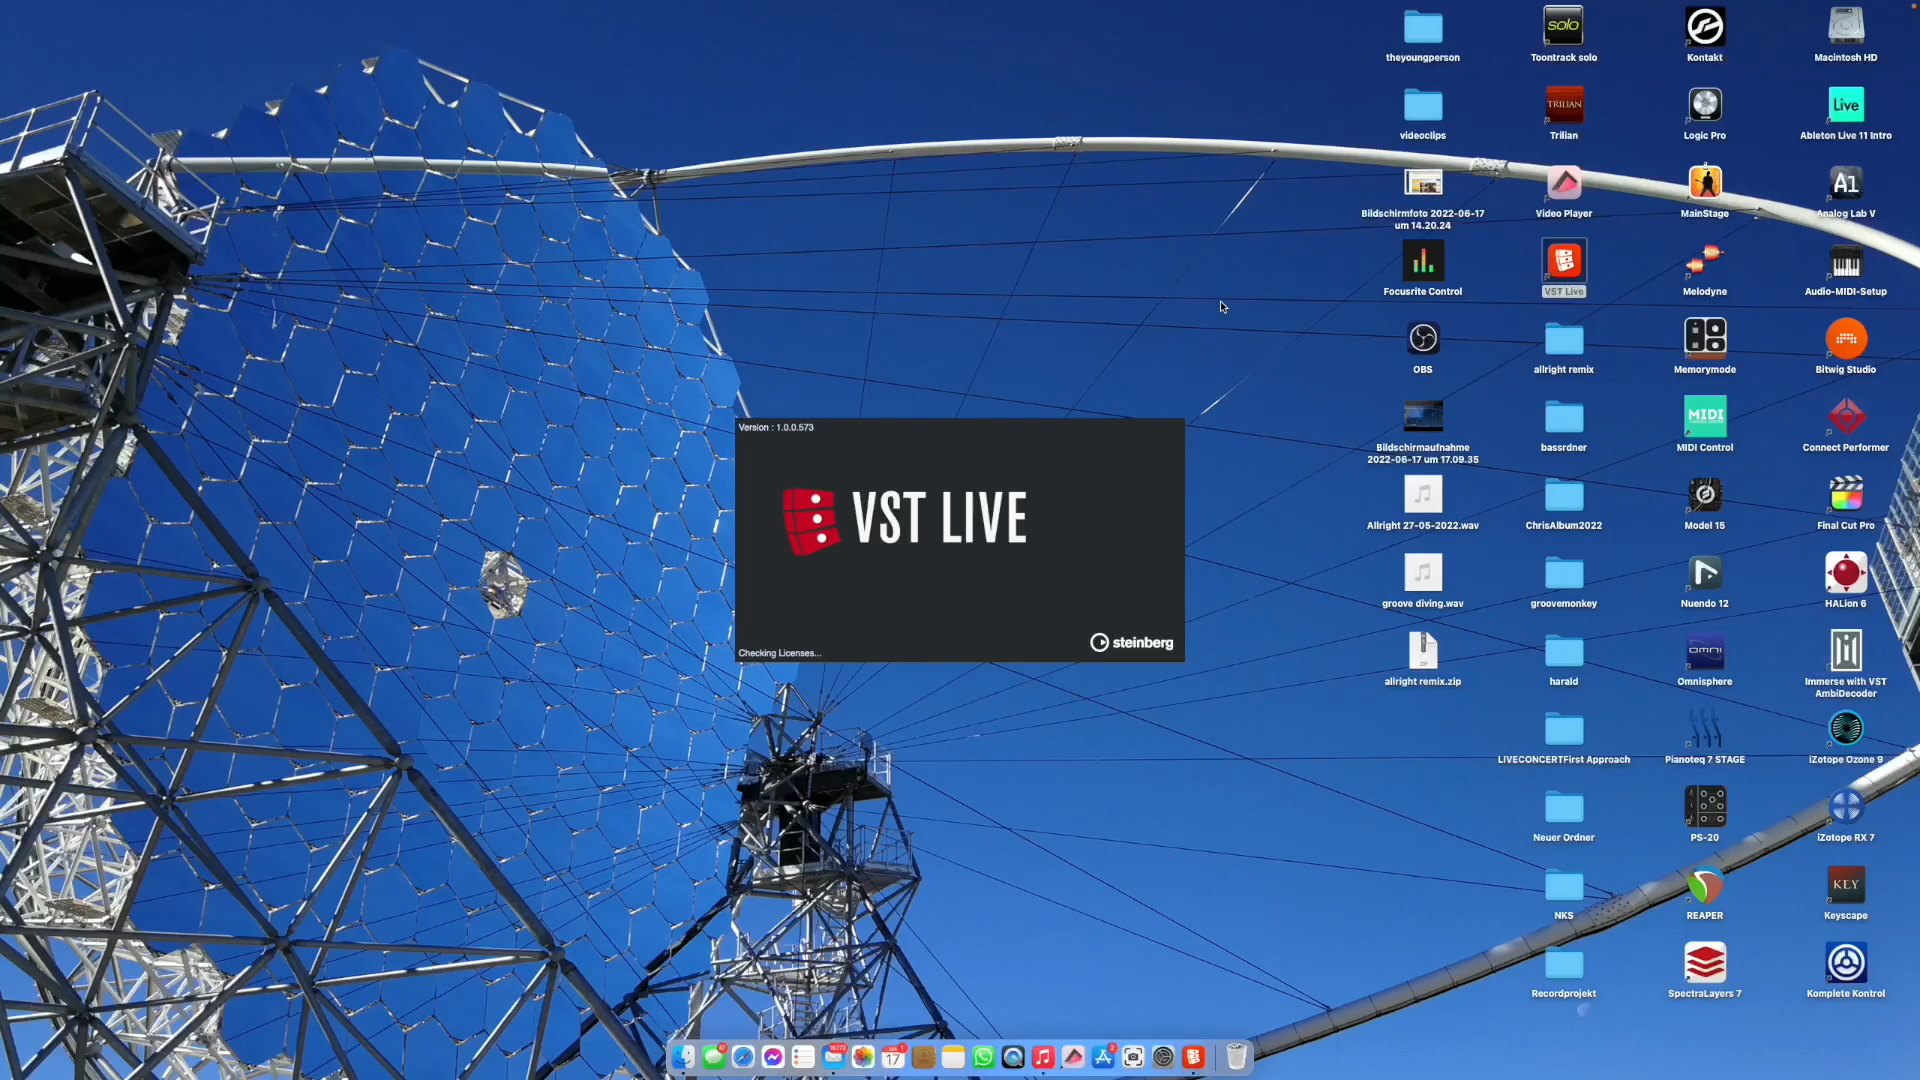 solo
theyoungperson
Toontrack solo
Kontakt
Macintosh HD
TRILIAN
Live
videoclips
Trilian
Logic Pro
Ableton Live 11 Intro
A1
Bildschirmfoto 2022-06-17
um 14.20.24
Video Player
MainStage
Analog Lab V
Focusrite Control
VST Live
Melodyne
Audio-MIDI-Setup
OBS
allright remix
Memorymode
Bitwig Studio
MIDI
Bildschirmaufnahme
2022-06-17 um 17.09.35
bassrdner
MIDI Control
Connect Performer
Version : 1.0.0.573
VST LIVE
steinberg
Checking Licenses...
Allright 27-05-2022.wav
ChrisAlbum2022
Model 15
Final Cut Pro
groove diving.wav
groovemonkey
Nuendo 12
HALion 6
ZIP
OMNI
allright remix.zip
harald
Omnisphere
Immerse with VST
AmbiDecoder
LIVECONCERTFirst Approach
Pianoteq 7 STAGE
iZotope Ozone 9
Neuer Ordner
PS-20
iZotope RX 7
KEY
NKS
REAPER
Keyscape
Recordprojekt
SpectraLayers 7
Komplete Kontrol
17